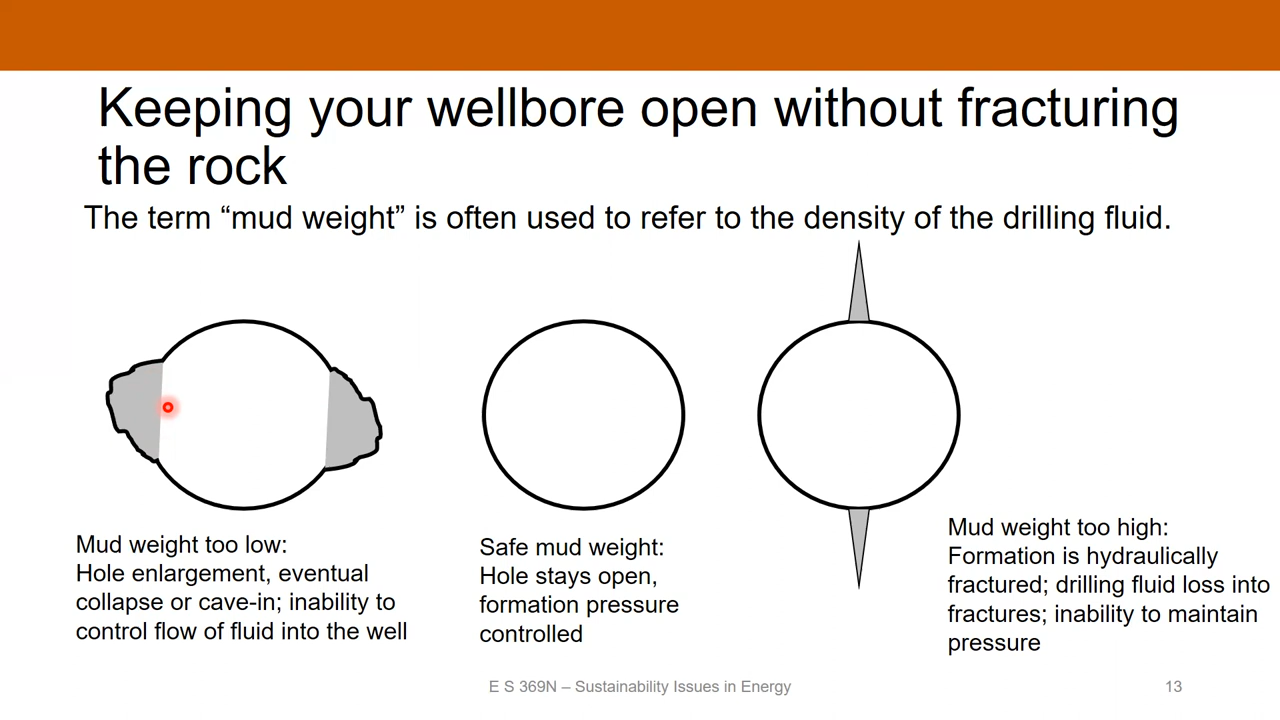 Keeping your wellbore open without fracturing
the rock
The term “mud weight” is often used to refer to the density of the drilling fluid.
Mud weight too low:
Hole enlargement, eventual
collapse or cave-in; inability to
control flow of fluid into the well
Safe mud weight:
Hole stays open,
formation pressure
controlled
Mud weight too high:
Formation is hydraulically
fractured; drilling fluid loss into
fractures; inability to maintain
pressure
E S 369N – Sustainability Issues in Energy
13